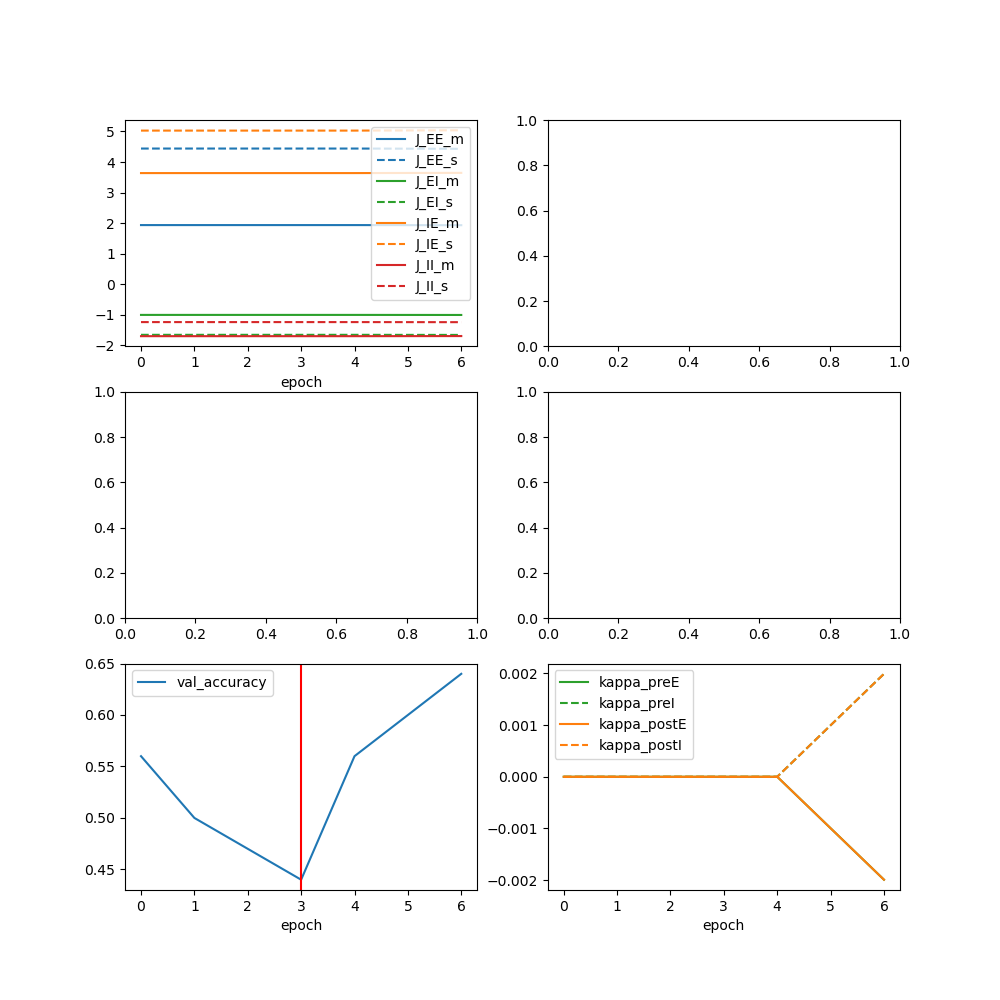 5
4
3
2
1
0
−1
−2
J_EE_m
J_EE_s
J_EI_m
J_EI_s
J_IE_m
J_IE_s
J_II_m
J_II_s
0 1 2 3 4 5 6
epoch
1.0
0.8
0.6
0.4
0.2
0.0
0.0 0.2 0.4 0.6 0.8 1.0
1.0
0.8
0.6
0.4
0.2
0.0
0.0 0.2 0.4 0.6 0.8 1.0
1.0
0.8
0.6
0.4
0.2
0.0
0.0 0.2 0.4 0.6 0.8 1.0
0.65
0.60
0.55
0.50
0.45
val_accuracy
0 1 2 3 4 5 6
epoch
0.002
0.001
0.000
−0.001
−0.002
kappa_preE
kappa_preI
kappa_postE
kappa_postI
0 1 2 3 4 5 6
epoch